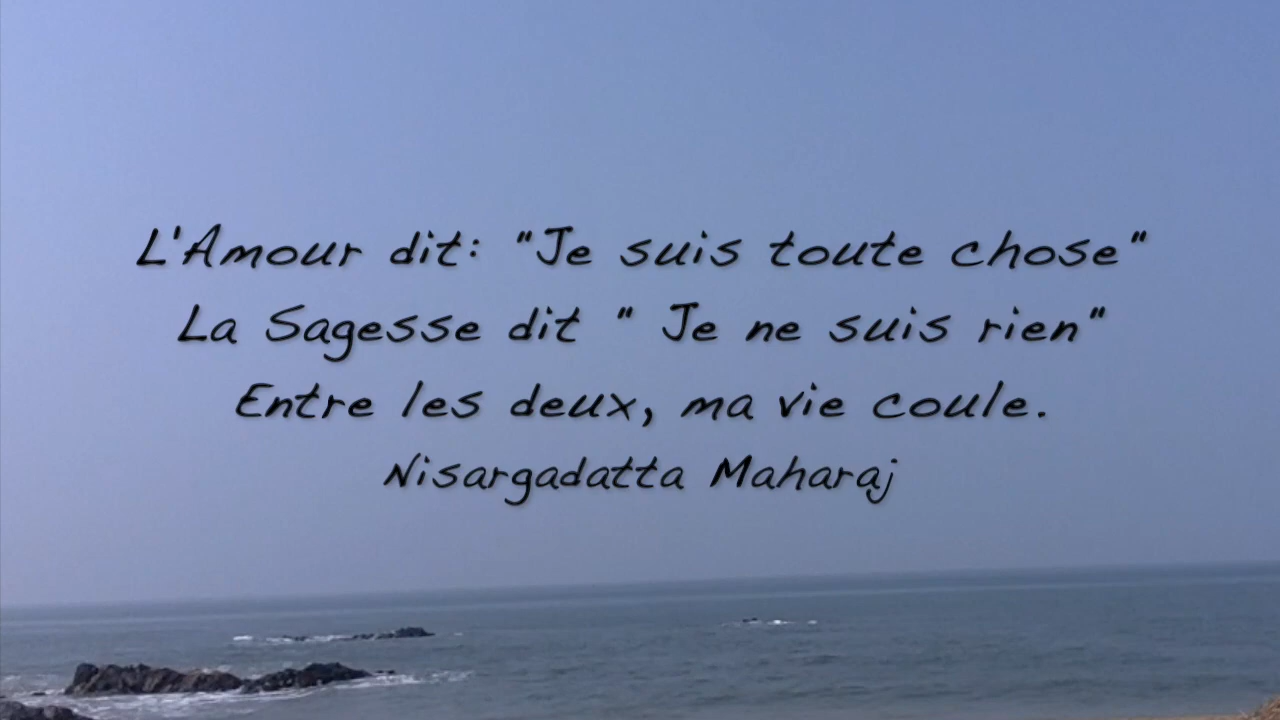 L'Amour dit: "Je suis toute chose"
La Sagesse dit " Je ne suis rien"
Entre les deux, ma vie coule.
Nisargadatta Maharaj